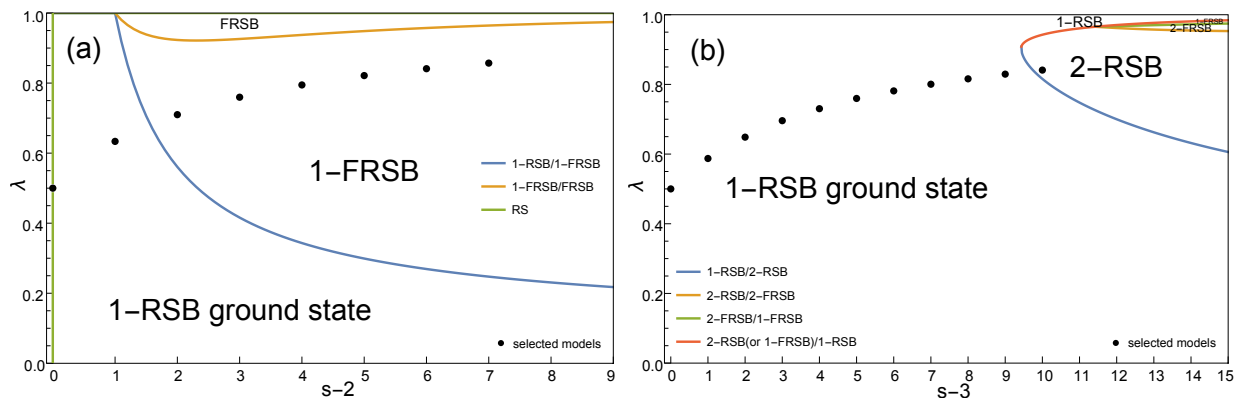 (a)
FRSB
1-FRSB
1-RSB ground state
1-RSB/1-FRSB
1-FRSB/FRSB
RS
selected models
λ
1.0
0.8
0.6
0.4
0.2
0.0
0 1 2 3 4 5 6 7 8 9
s-2
(b)
1-RSB
1-FRSB
2-FRSB
2-RSB
1-RSB ground state
1-RSB/2-RSB
2-RSB/2-FRSB
2-FRSB/1-FRSB
2-RSB(or 1-FRSB)/1-RSB
selected models
λ
1.0
0.8
0.6
0.4
0.2
0.0
0 1 2 3 4 5 6 7 8 9 10 11 12 13 14 15
s-3